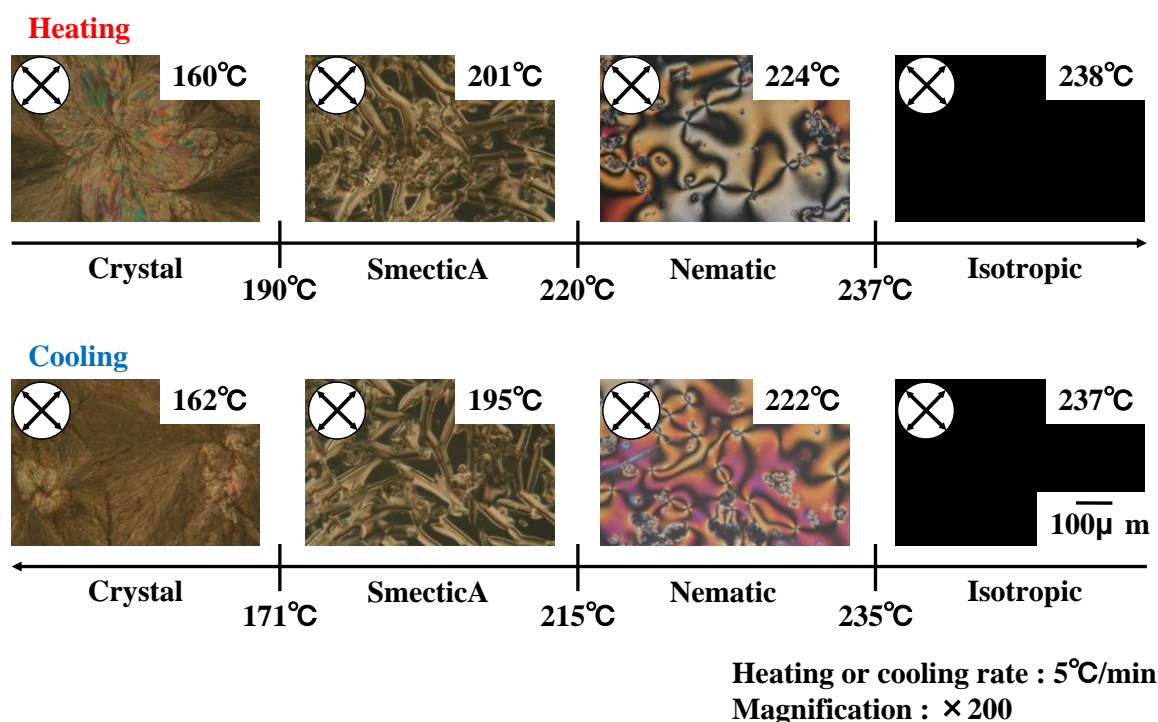 Heating
160℃ 201℃ 224℃ 238℃
Crystal SmecticA Nematic Isotropic
190℃ 220℃ 237℃
Cooling
162℃ 195℃ 222℃ 237℃
100μ m
Crystal SmecticA Nematic Isotropic
171℃ 215℃ 235℃
Heating or cooling rate : 5℃/min
Magnification : ×200